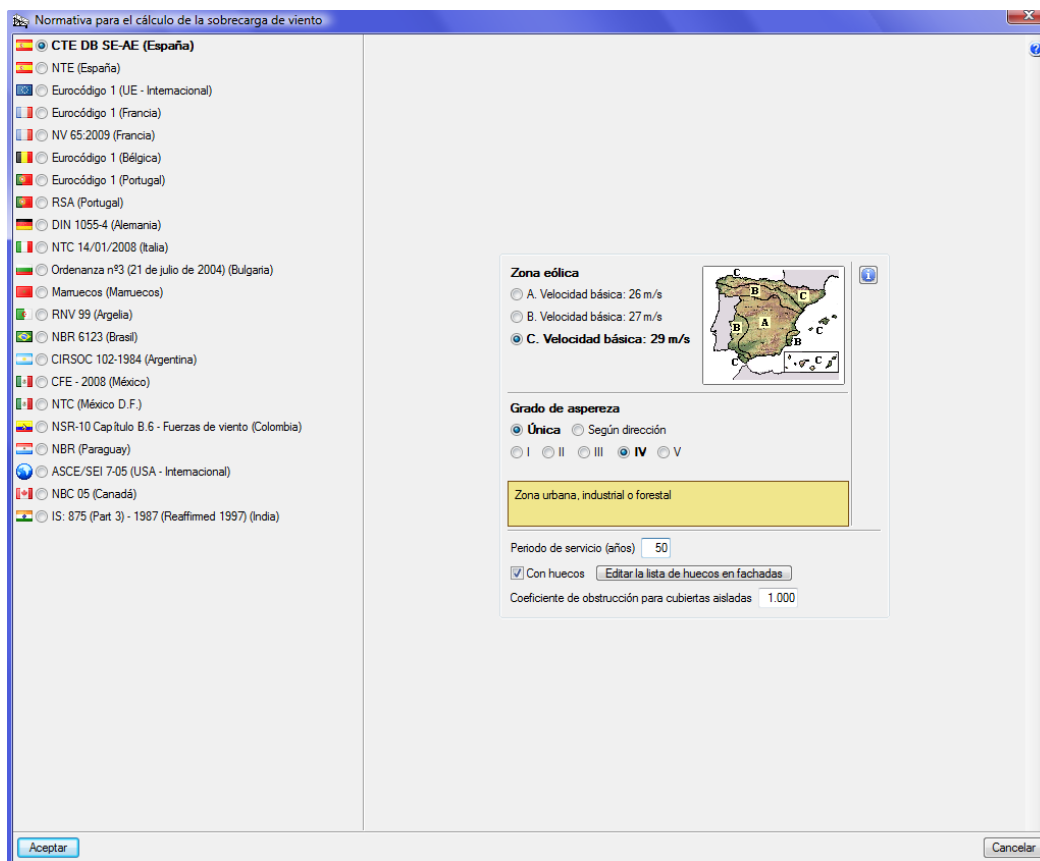 Normativa para el cálculo de la sobrecarga de viento
CTE DB SE-AE (España)
NTE (España)
Eurocódigo 1 (UE - Internacional)
Eurocódigo 1 (Francia)
NV 65:2009 (Francia)
Eurocódigo 1 (Bélgica)
Eurocódigo 1 (Portugal)
RSA (Portugal)
DIN 1055-4 (Alemania)
NTC 14/01/2008 (Italia)
Ordenanza nº3 (21 de julio de 2004) (Bulgaria)
Marruecos (Marruecos)
RNV 99 (Argelia)
NBR 6123 (Brasil)
CIRSOC 102-1984 (Argentina)
CFE - 2008 (México)
NTC (México D.F.)
NSR-10 Capítulo B.6 - Fuerzas de viento (Colombia)
NBR (Paraguay)
ASCE/SEI 7-05 (USA - Internacional)
NBC 05 (Canadá)
IS: 875 (Part 3) - 1987 (Reaffirmed 1997) (India)
Zona eólica
A. Velocidad básica: 26 m/s
B. Velocidad básica: 27 m/s
C. Velocidad básica: 29 m/s
C
B
C
A
B
C
B
C
C
Grado de aspereza
Única Según dirección
I II III IV V
Zona urbana, industrial o forestal
Periodo de servicio (años) 50
Con huecos Editar la lista de huecos en fachadas
Coeficiente de obstrucción para cubiertas aisladas 1.000
Aceptar Cancelar